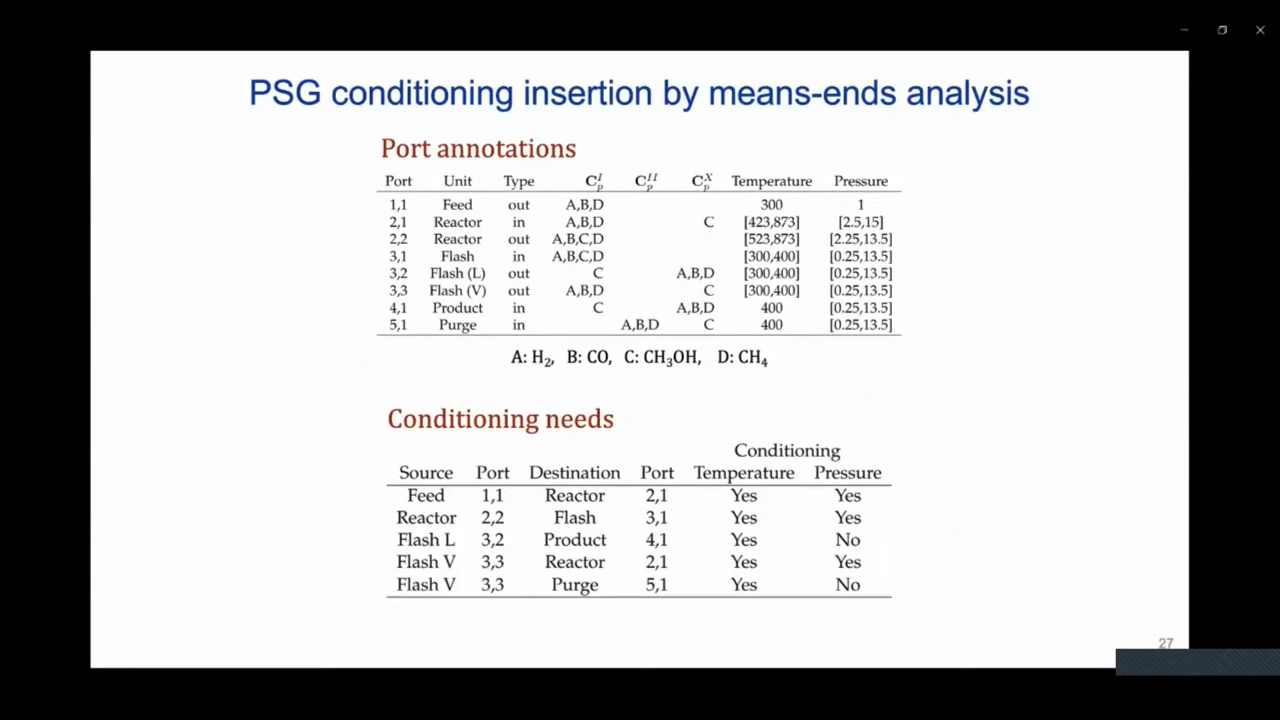 PSG conditioning insertion by means-ends analysis
Port annotations
Port Unit Type C_p^I C_p^II C_p^X Temperature Pressure
1,1 Feed out A,B,D 300 1
2,1 Reactor in A,B,D C [423,873] [2.5,15]
2,2 Reactor out A,B,C,D [523,873] [2.25,13.5]
3,1 Flash in A,B,C,D [300,400] [0.25,13.5]
3,2 Flash (L) out C A,B,D [300,400] [0.25,13.5]
3,3 Flash (V) out A,B,D C [300,400] [0.25,13.5]
4,1 Product in C A,B,D 400 [0.25,13.5]
5,1 Purge in A,B,D C 400 [0.25,13.5]
A: H₂, B: CO, C: CH₃OH, D: CH₄
Conditioning needs
Conditioning
Source Port Destination Port Temperature Pressure
Feed 1,1 Reactor 2,1 Yes Yes
Reactor 2,2 Flash 3,1 Yes Yes
Flash L 3,2 Product 4,1 Yes No
Flash V 3,3 Reactor 2,1 Yes Yes
Flash V 3,3 Purge 5,1 Yes No
27